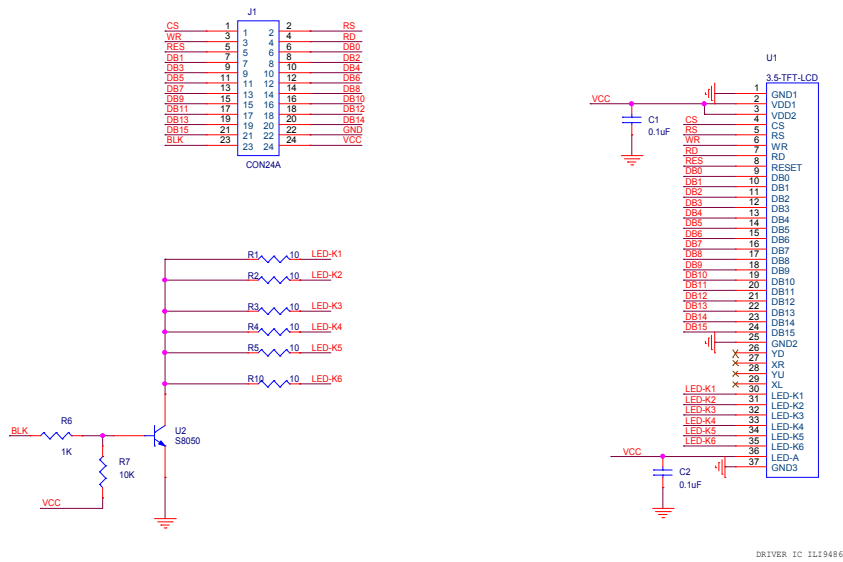 J1
CS 1 1 2 2 RS
WR 3 3 4 4 RD
RES 5 5 6 6 DB0
DB1 7 7 8 8 DB2
DB3 9 9 10 10 DB4
DB5 11 11 12 12 DB6
DB7 13 13 14 14 DB8
DB9 15 15 16 16 DB10
DB11 17 17 18 18 DB12
DB13 19 19 20 20 DB14
DB15 21 21 22 22 GND
BLK 23 23 24 24 VCC
CON24A
R1 10 LED-K1
R2 10 LED-K2
R3 10 LED-K3
R4 10 LED-K4
R5 10 LED-K5
R10 10 LED-K6
BLK
R6
1K
U2
S8050
R7
10K
VCC
U1
3.5-TFT-LCD
VCC
C1
0.1uF
1 GND1
2 VDD1
3 VDD2
CS 4 CS
RS 5 RS
WR 6 WR
RD 7 RD
RES 8 RESET
DB0 9 DB0
DB1 10 DB1
DB2 11 DB2
DB3 12 DB3
DB4 13 DB4
DB5 14 DB5
DB6 15 DB6
DB7 16 DB7
DB8 17 DB8
DB9 18 DB9
DB10 19 DB10
DB11 20 DB11
DB12 21 DB12
DB13 22 DB13
DB14 23 DB14
DB15 24 DB15
25 GND2
26 YD
27 XR
28 YU
29 XL
LED-K1 30 LED-K1
LED-K2 31 LED-K2
LED-K3 32 LED-K3
LED-K4 33 LED-K4
LED-K5 34 LED-K5
LED-K6 35 LED-K6
VCC 36 LED-A
37 GND3
C2
0.1uF
DRIVER IC ILI9486